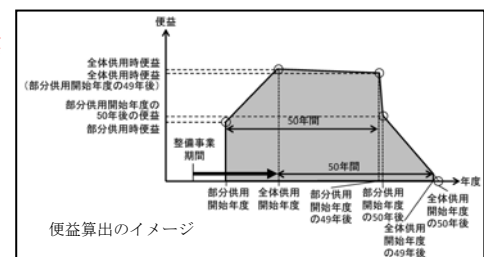 便益
全体供用時便益
全体供用時便益
(部分供用開始年度の49年後)
部分供用開始年度の
50年後の便益
部分供用時便益
50年間
整備事業
期間
50年間
年度
部分供用
開始年度
全体供用
開始年度
部分供用
開始年度
の49年後
部分供用
開始年度
の50年後
全体供用
開始年度
の49年後
全体供用
開始年度
の50年後
便益算出のイメージ